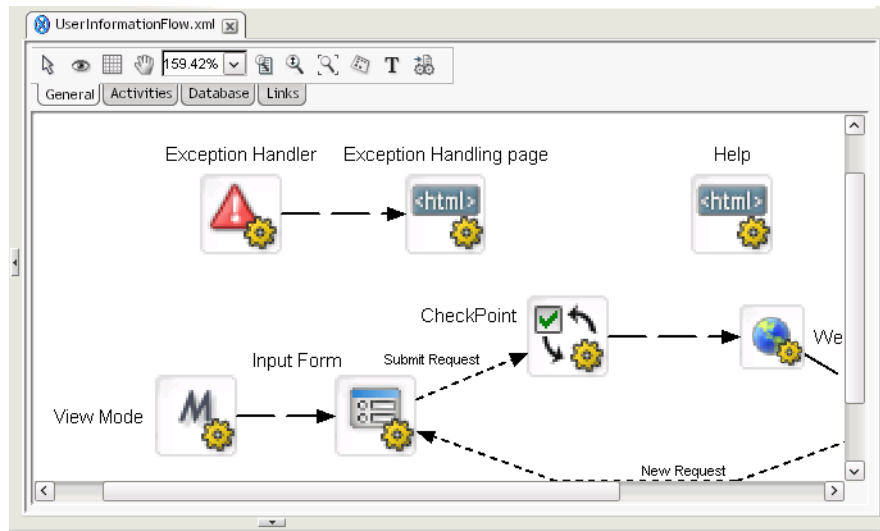 UserInformationFlow.xml
159.42%
T
General Activities Database Links
Exception Handler Exception Handling page Help
<html> <html>
CheckPoint
We
Input Form Submit Request
View Mode M
New Request